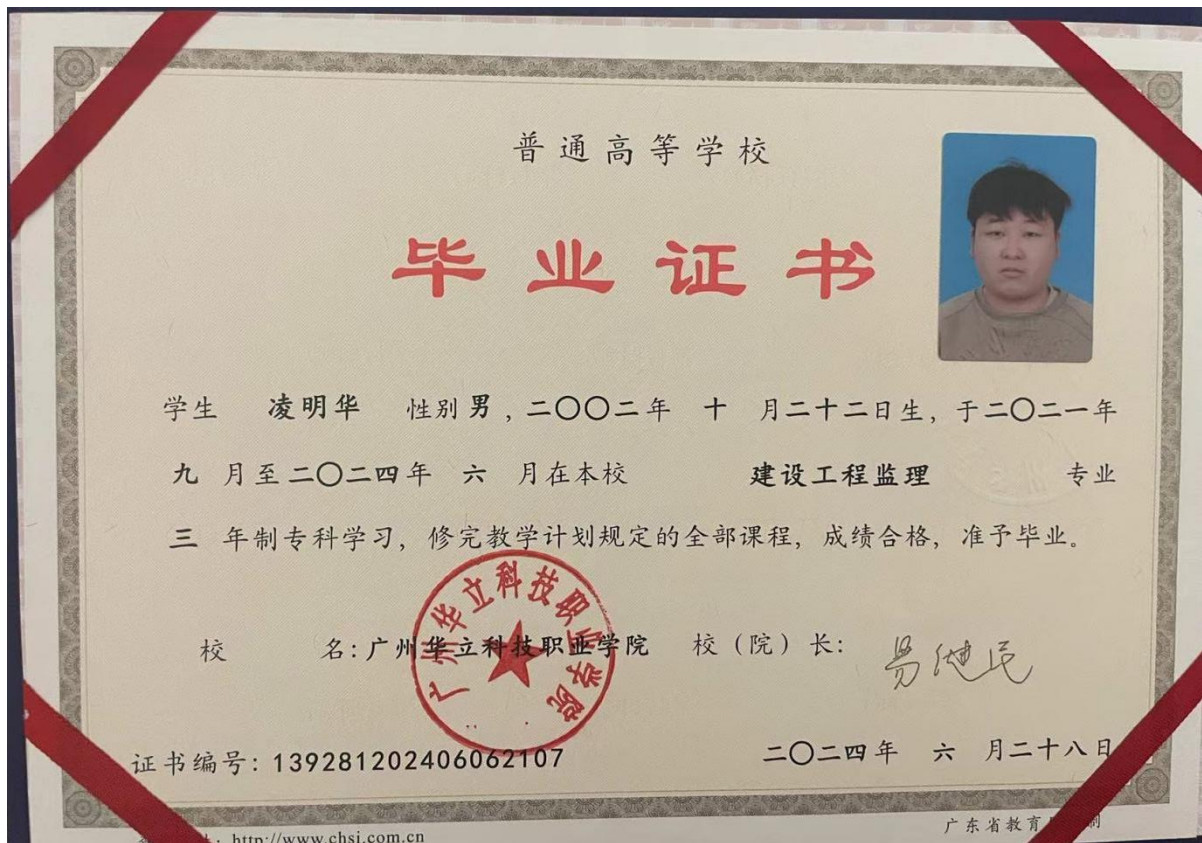 普通高等学校
毕业证书
学生 凌明华 性别 男，二〇〇二年 十 月二十二日生，于二〇二一年
九 月至二〇二四年 六 月在本校 建设工程监理 专业
三 年制专科学习，修完教学计划规定的全部课程，成绩合格，准予毕业。
广州华立科技职业学院
校 名：广州华立科技职业学院 校（院）长：
证书编号：139281202406062107 二〇二四年 六 月二十八日
http://www.chsi.com.cn 广东省教育 制